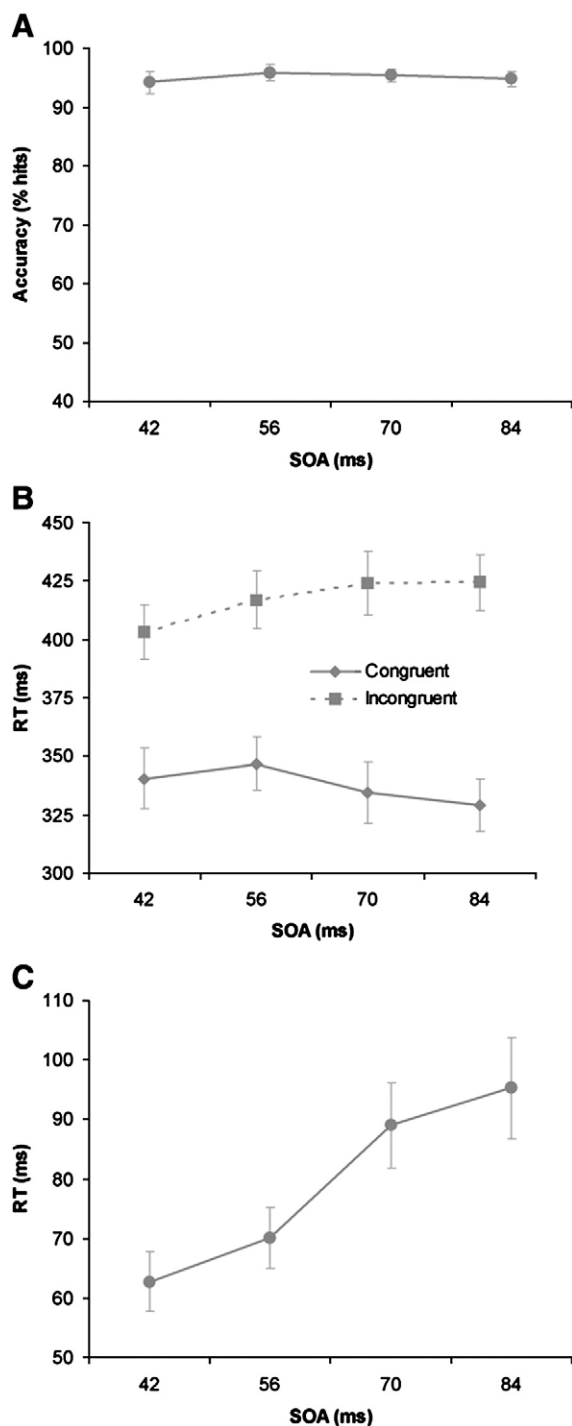 A
100
90
80
70
60
50
40
Accuracy (% hits)
42 56 70 84
SOA (ms)
B
450
425
400
375
350
325
300
RT (ms)
Congruent
Incongruent
42 56 70 84
SOA (ms)
C
110
100
90
80
70
60
50
RT (ms)
42 56 70 84
SOA (ms)